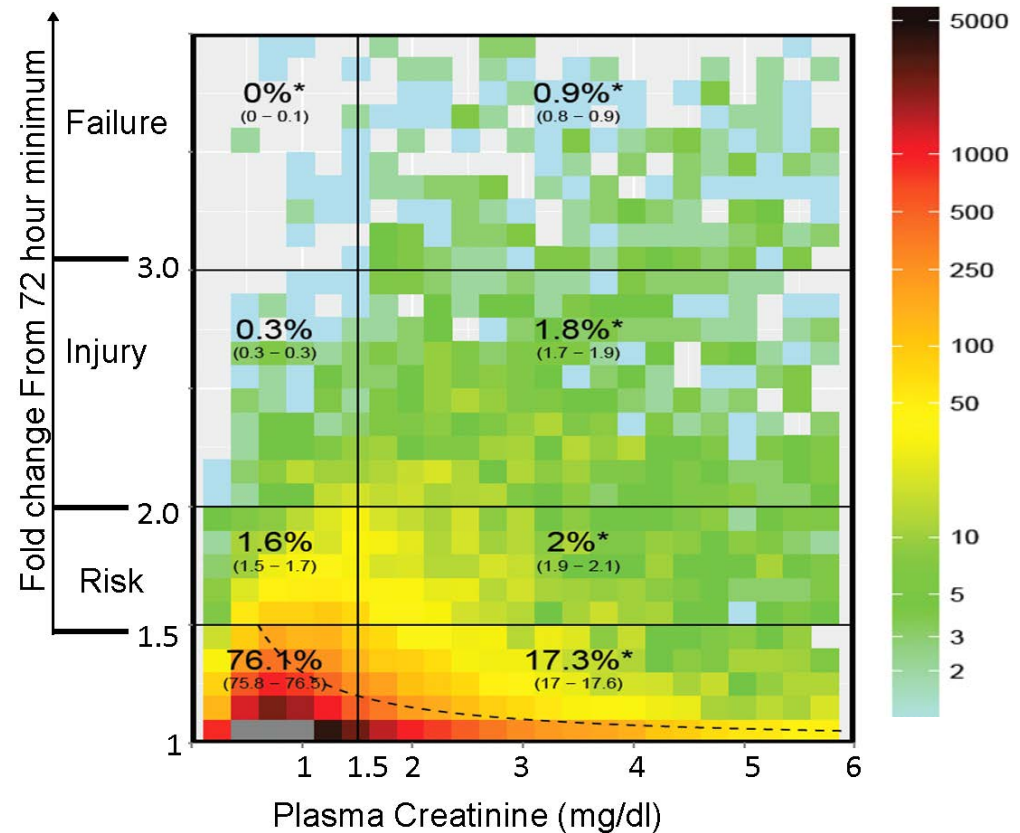 Fold change From 72 hour minimum
Failure
Injury
Risk
3.0
2.0
1.5
1
0%*
(0 – 0.1)
0.9%*
(0.8 – 0.9)
0.3%
(0.3 – 0.3)
1.8%*
(1.7 – 1.9)
1.6%
(1.5 – 1.7)
2%*
(1.9 – 2.1)
76.1%
(75.8 – 76.5)
17.3%*
(17 – 17.6)
1 1.5 2 3 4 5 6
Plasma Creatinine (mg/dl)
5000
1000
500
250
100
50
10
5
3
2